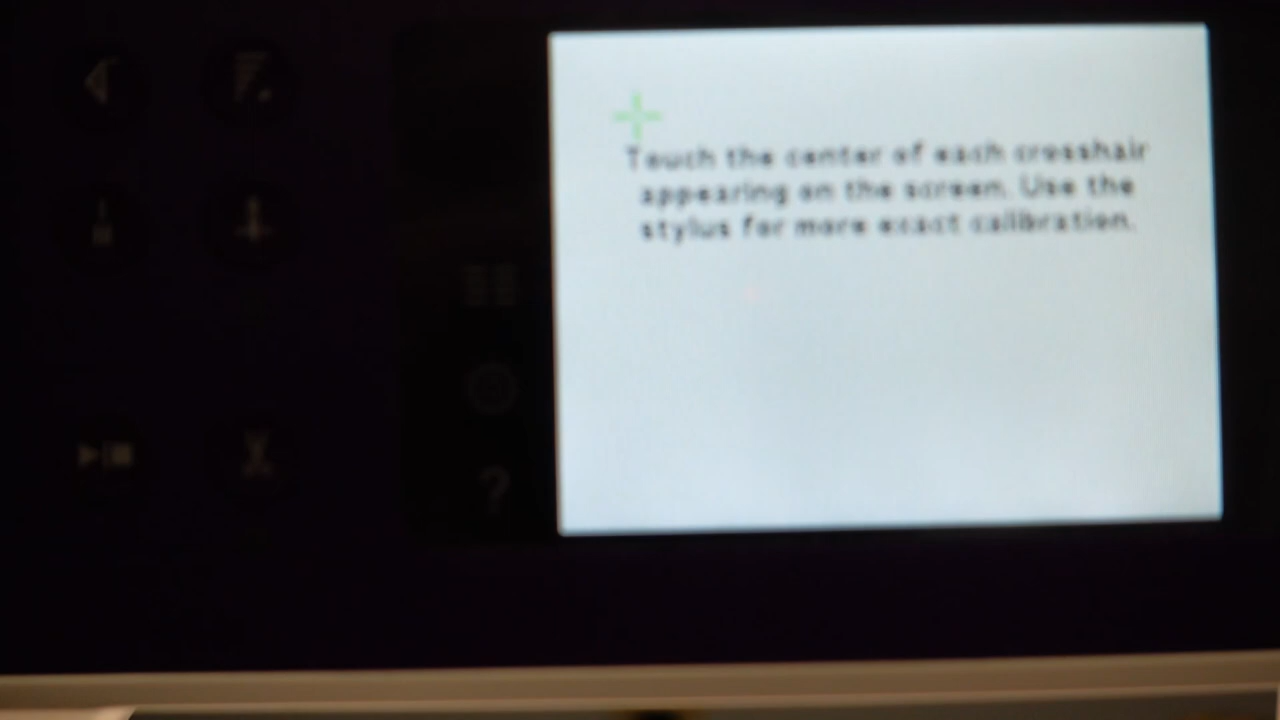 Touch the center of each crosshair
appearing on the screen. Use the
stylus for more exact calibration.
?